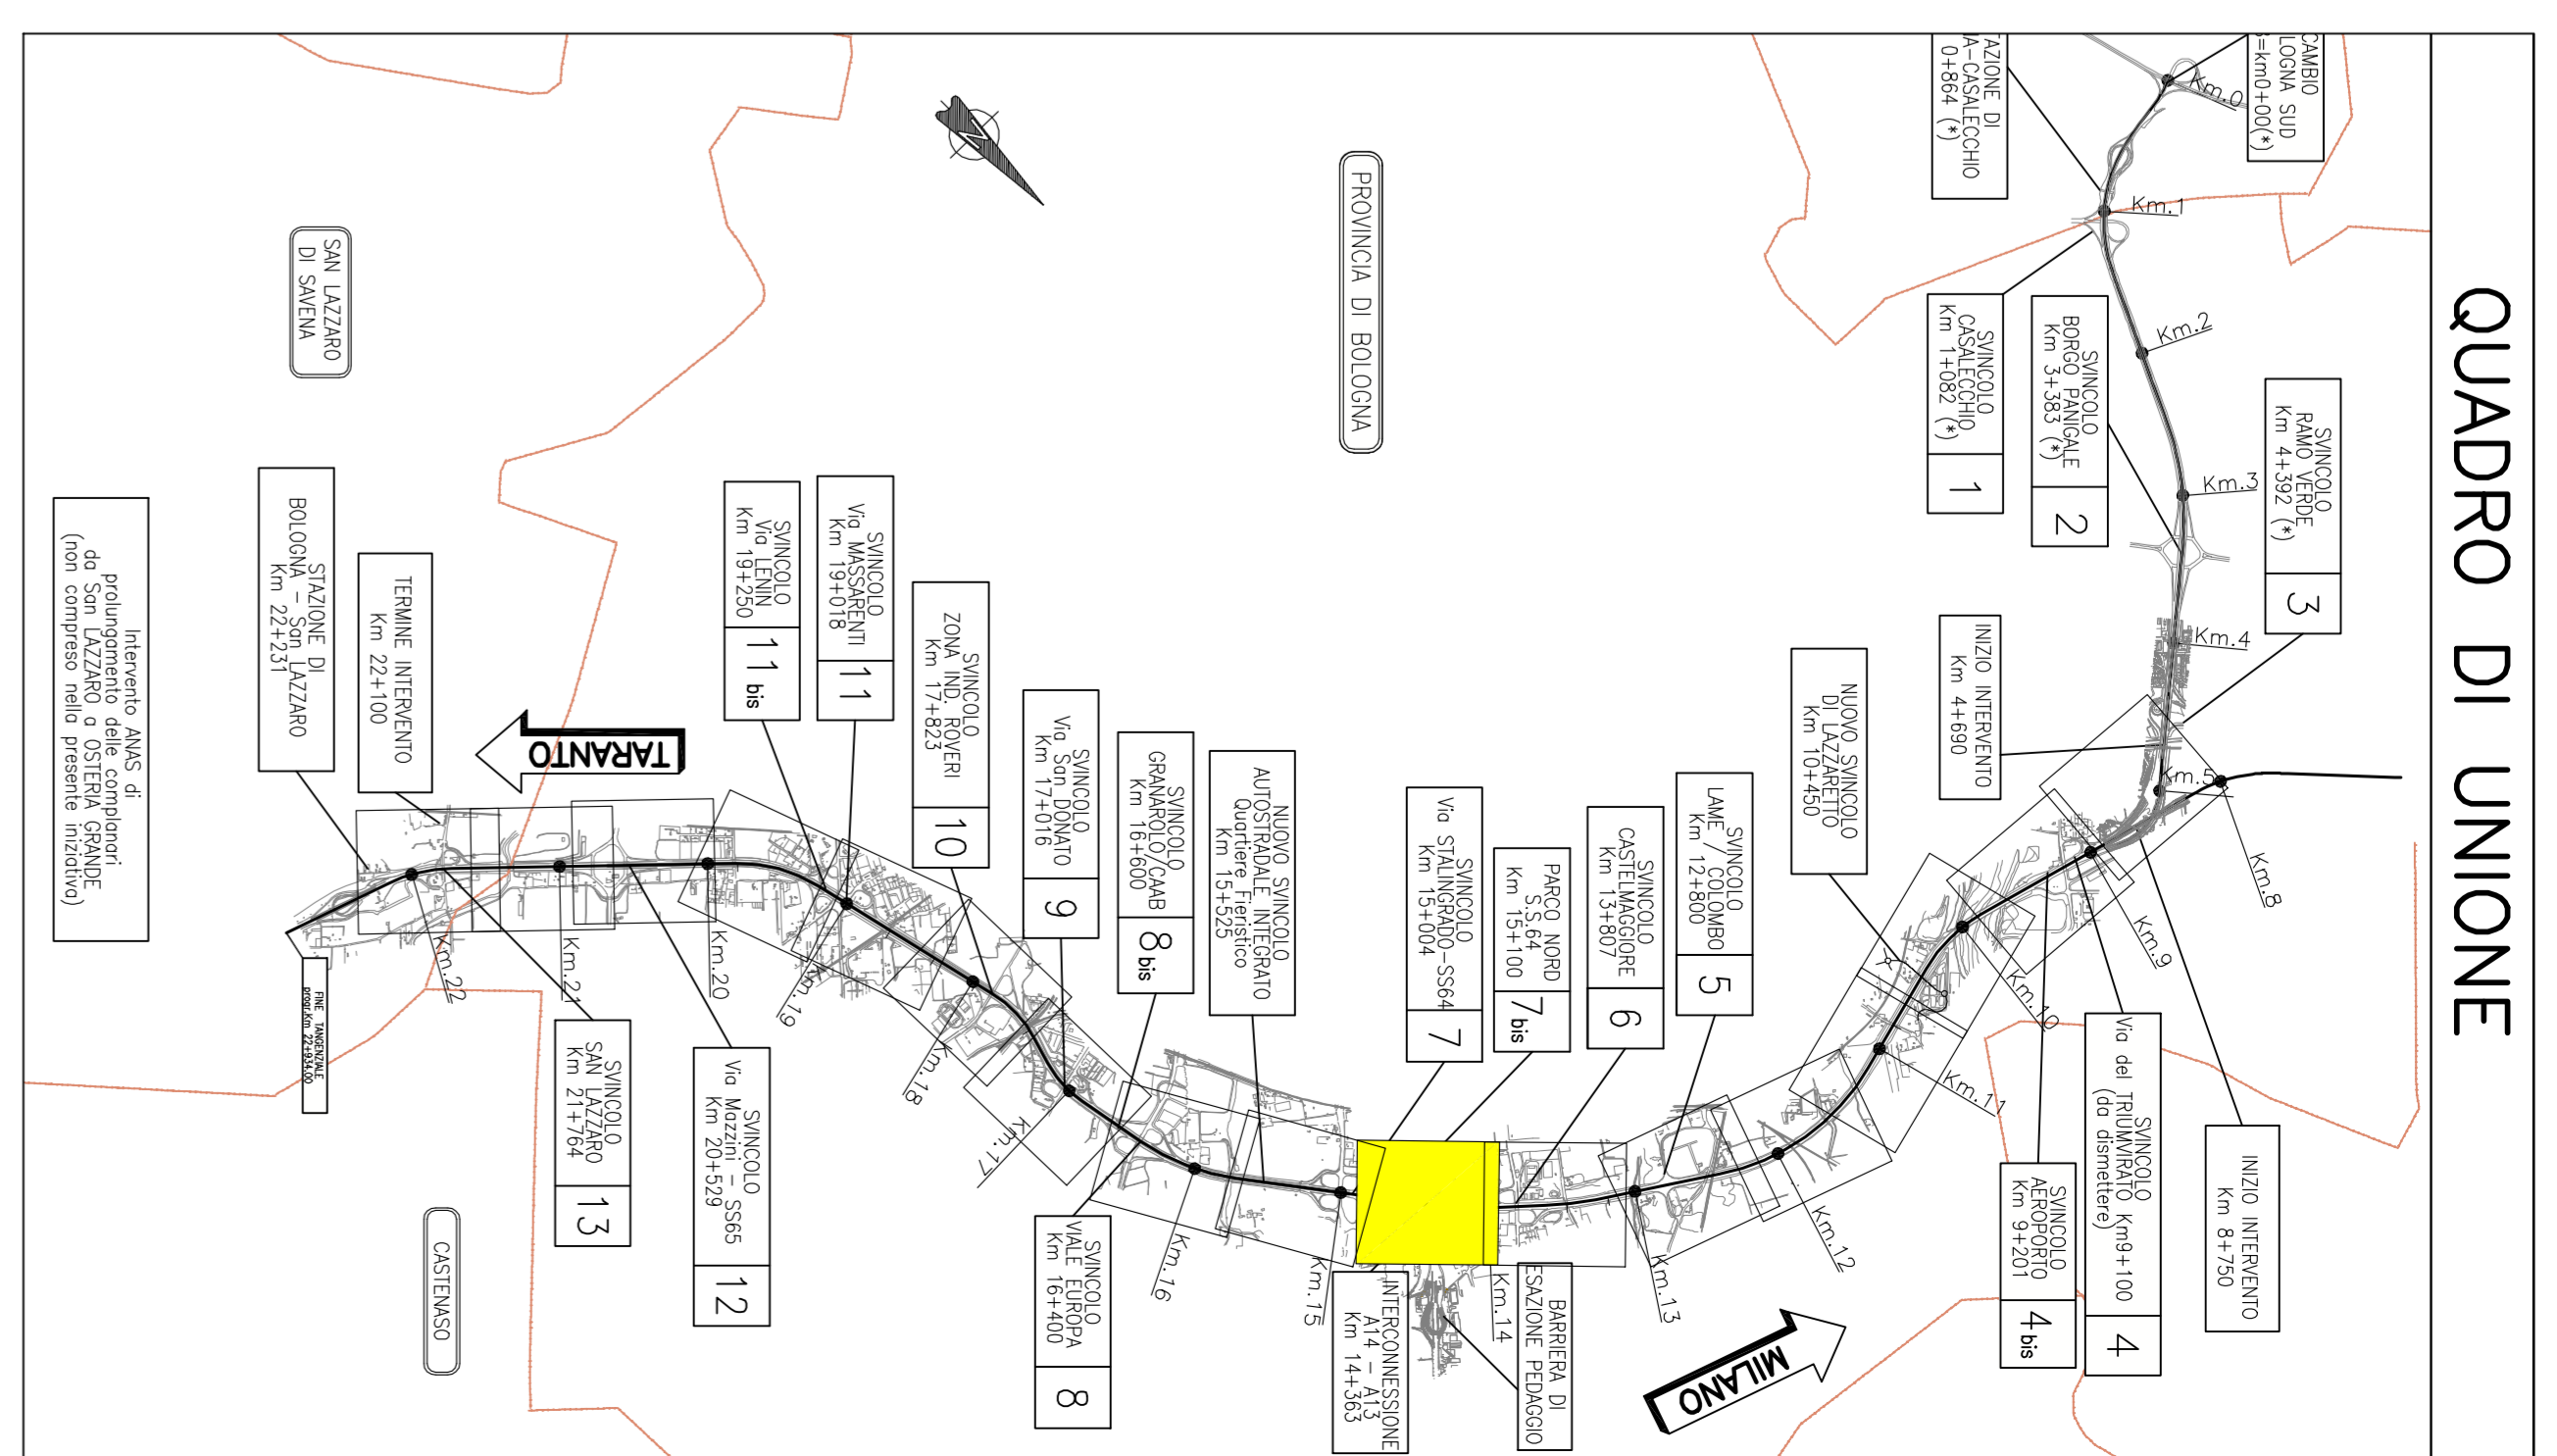 QUADRO DI UNIONE
CAMBIO
LOGNA SUD
=km0+00(*)
AZIONE DI
A-CASALECCHIO
0+864 (*)
Km.0
Km.1
Km.2
Km.3
Km.4
Km.5
Km.8
Km.9
Km.10
Km.11
Km.12
Km.13
Km.14
Km.15
Km.16
Km.17
Km.18
Km.19
Km.20
Km.21
Km.22
SVINCOLO
CASALECCHIO
Km 1+082 (*)
1
SVINCOLO
BORGO PANIGALE
Km 3+383 (*)
2
SVINCOLO
RAMO VERDE
Km 4+392 (*)
3
INIZIO INTERVENTO
Km 4+690
INIZIO INTERVENTO
Km 8+750
SVINCOLO
Via del TRIUMVIRATO Km9+100
(da dismettere)
4
SVINCOLO
AEROPORTO
Km 9+201
4 bis
NUOVO SVINCOLO
DI LAZZARETTO
Km 10+450
SVINCOLO
LAME / COLOMBO
Km 12+800
5
SVINCOLO
CASTELMAGGIORE
Km 13+807
6
BARRIERA DI
ESAZIONE PEDAGGIO
INTERCONNESSIONE
A14 - A13
Km 14+363
PARCO NORD
S.S.64
Km 15+100
7 bis
SVINCOLO
Via STALINGRADO-SS64
Km 15+004
7
NUOVO SVINCOLO
AUTOSTRADALE INTEGRATO
Quartiere Fieristico
Km 15+525
SVINCOLO
VIALE EUROPA
Km 16+400
8
SVINCOLO
GRANAROLO/CAAB
Km 16+600
8 bis
SVINCOLO
Via San DONATO
Km 17+016
9
SVINCOLO
ZONA IND. ROVERI
Km 17+823
10
SVINCOLO
Via MASSARENTI
Km 19+018
11
SVINCOLO
Via LENIN
Km 19+250
11 bis
SVINCOLO
Via Mazzini - SS65
Km 20+529
12
SVINCOLO
SAN LAZZARO
Km 21+764
13
TERMINE INTERVENTO
Km 22+100
STAZIONE DI
BOLOGNA - San LAZZARO
Km 22+231
FINE TANGENZIALE
progr.Km 22+934.00
Intervento ANAS di
prolungamento delle complanari
da San LAZZARO a OSTERIA GRANDE
(non compreso nella presente iniziativa)
PROVINCIA DI BOLOGNA
SAN LAZZARO
DI SAVENA
CASTENASO
MILANO
TARANTO
N